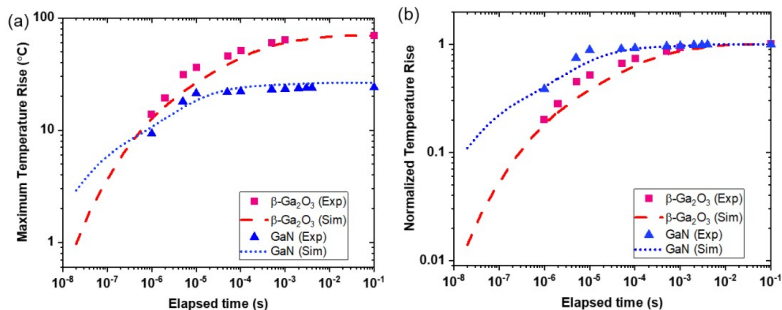 (a)
100
10
1
Maximum Temperature Rise (°C)
β-Ga₂O₃ (Exp)
β-Ga₂O₃ (Sim)
GaN (Exp)
GaN (Sim)
10⁻⁸ 10⁻⁷ 10⁻⁶ 10⁻⁵ 10⁻⁴ 10⁻³ 10⁻² 10⁻¹
Elapsed time (s)
(b)
1
0.1
0.01
Normalized Temperature Rise
β-Ga₂O₃ (Exp)
β-Ga₂O₃ (Sim)
GaN (Exp)
GaN (Sim)
10⁻⁸ 10⁻⁷ 10⁻⁶ 10⁻⁵ 10⁻⁴ 10⁻³ 10⁻² 10⁻¹
Elapsed time (s)